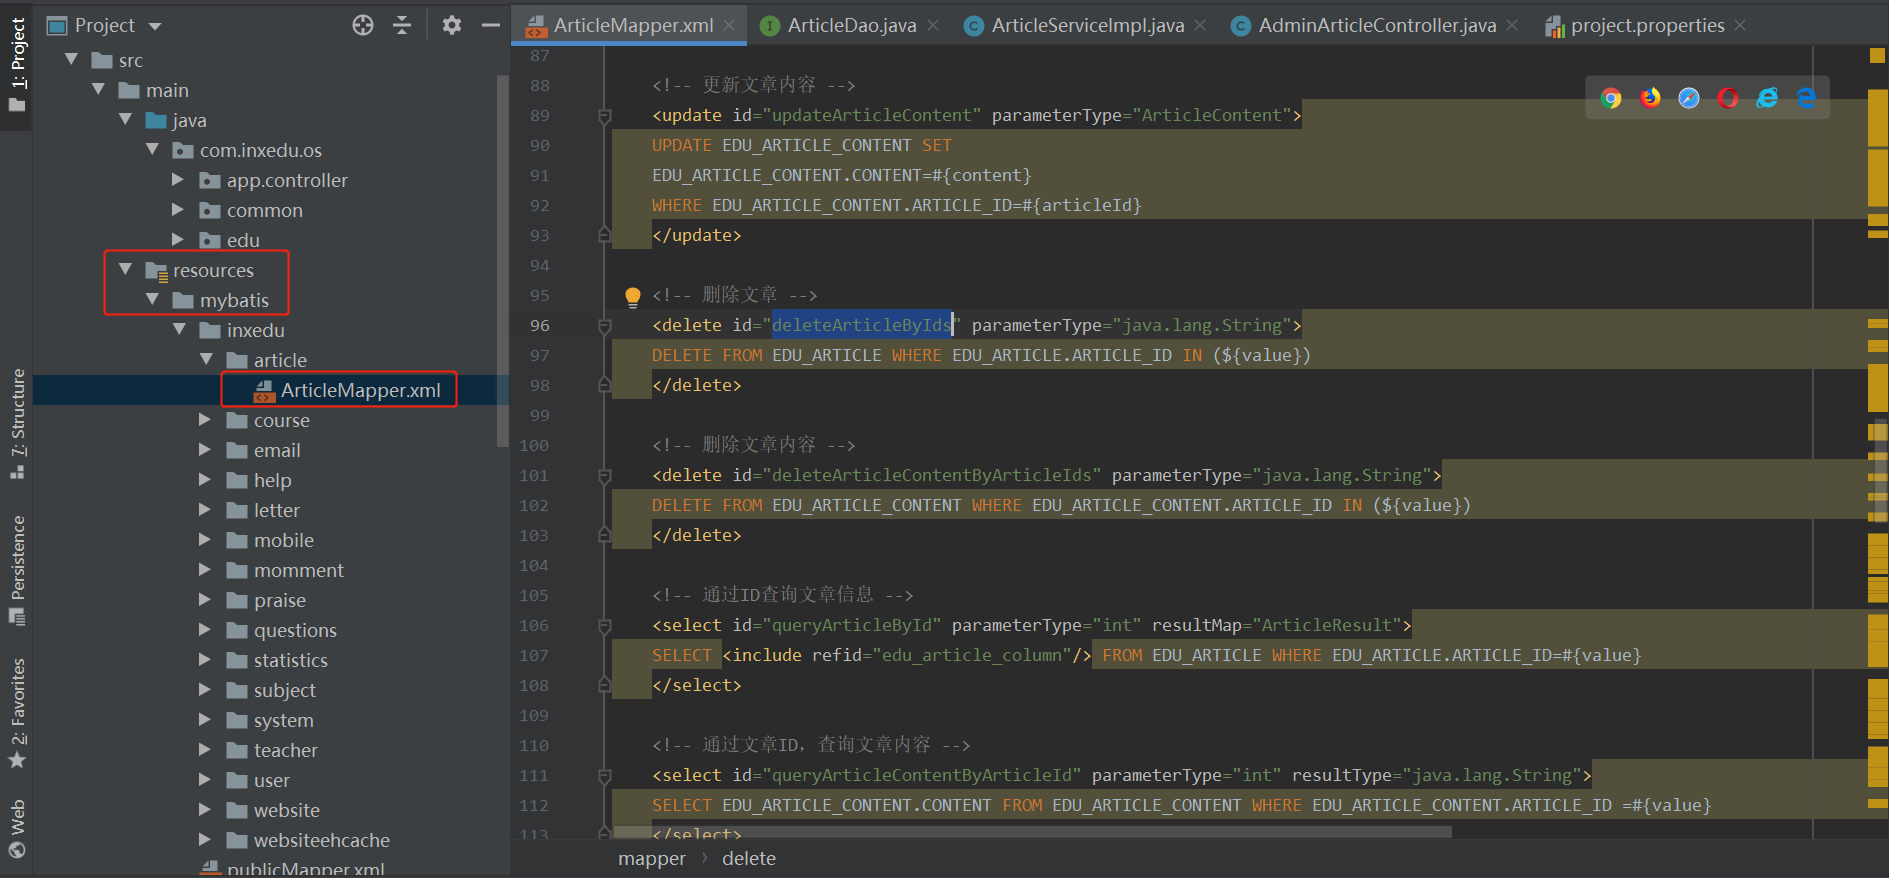 Project
ArticleMapper.xml
ArticleDao.java
ArticleServiceImpl.java
AdminArticleController.java
project.properties
1: Project
7: Structure
Persistence
2: Favorites
Web
src
main
java
com.inxedu.os
app.controller
common
edu
resources
mybatis
inxedu
article
ArticleMapper.xml
course
email
help
letter
mobile
momment
praise
questions
statistics
subject
system
teacher
user
website
websiteehcache
publicMapper.xml
87
88 <!-- 更新文章内容 -->
89 <update id="updateArticleContent" parameterType="ArticleContent">
90 UPDATE EDU_ARTICLE_CONTENT SET
91 EDU_ARTICLE_CONTENT.CONTENT=#{content}
92 WHERE EDU_ARTICLE_CONTENT.ARTICLE_ID=#{articleId}
93 </update>
94
95 <!-- 删除文章 -->
96 <delete id="deleteArticleByIds" parameterType="java.lang.String">
97 DELETE FROM EDU_ARTICLE WHERE EDU_ARTICLE.ARTICLE_ID IN (${value})
98 </delete>
99
100 <!-- 删除文章内容 -->
101 <delete id="deleteArticleContentByArticleIds" parameterType="java.lang.String">
102 DELETE FROM EDU_ARTICLE_CONTENT WHERE EDU_ARTICLE_CONTENT.ARTICLE_ID IN (${value})
103 </delete>
104
105 <!-- 通过ID查询文章信息 -->
106 <select id="queryArticleById" parameterType="int" resultMap="ArticleResult">
107 SELECT <include refid="edu_article_column"/> FROM EDU_ARTICLE WHERE EDU_ARTICLE.ARTICLE_ID=#{value}
108 </select>
109
110 <!-- 通过文章ID，查询文章内容 -->
111 <select id="queryArticleContentByArticleId" parameterType="int" resultType="java.lang.String">
112 SELECT EDU_ARTICLE_CONTENT.CONTENT FROM EDU_ARTICLE_CONTENT WHERE EDU_ARTICLE_CONTENT.ARTICLE_ID =#{value}
113 </select>
mapper › delete